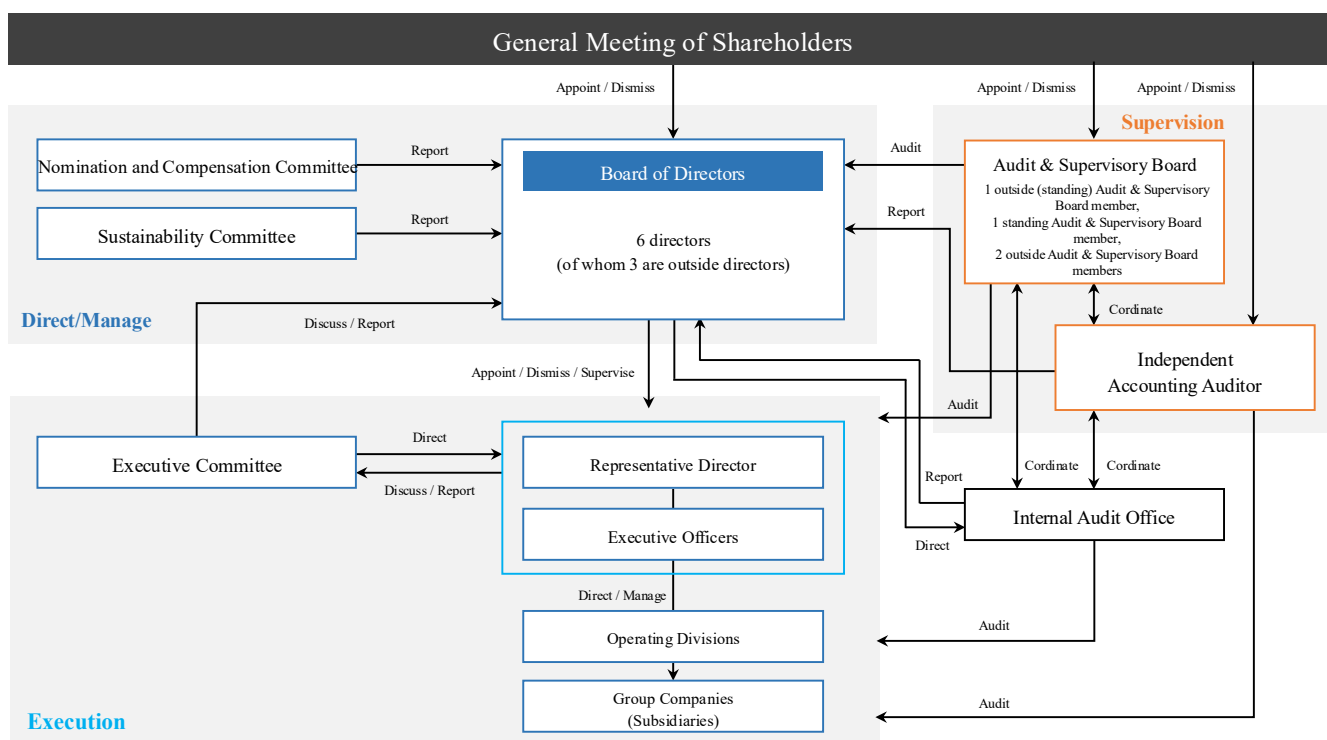 General Meeting of Shareholders
Appoint / Dismiss
Appoint / Dismiss
Appoint / Dismiss
Supervision
Nomination and Compensation Committee
Report
Board of Directors
Audit
Audit & Supervisory Board
1 outside (standing) Audit & Supervisory
Board member,
1 standing Audit & Supervisory Board
member,
2 outside Audit & Supervisory Board
members
Sustainability Committee
Report
6 directors
(of whom 3 are outside directors)
Report
Direct/Manage
Discuss / Report
Cordinate
Independent
Accounting Auditor
Appoint / Dismiss / Supervise
Audit
Executive Committee
Direct
Discuss / Report
Representative Director
Executive Officers
Cordinate
Cordinate
Report
Internal Audit Office
Direct
Direct / Manage
Operating Divisions
Audit
Group Companies
(Subsidiaries)
Audit
Execution